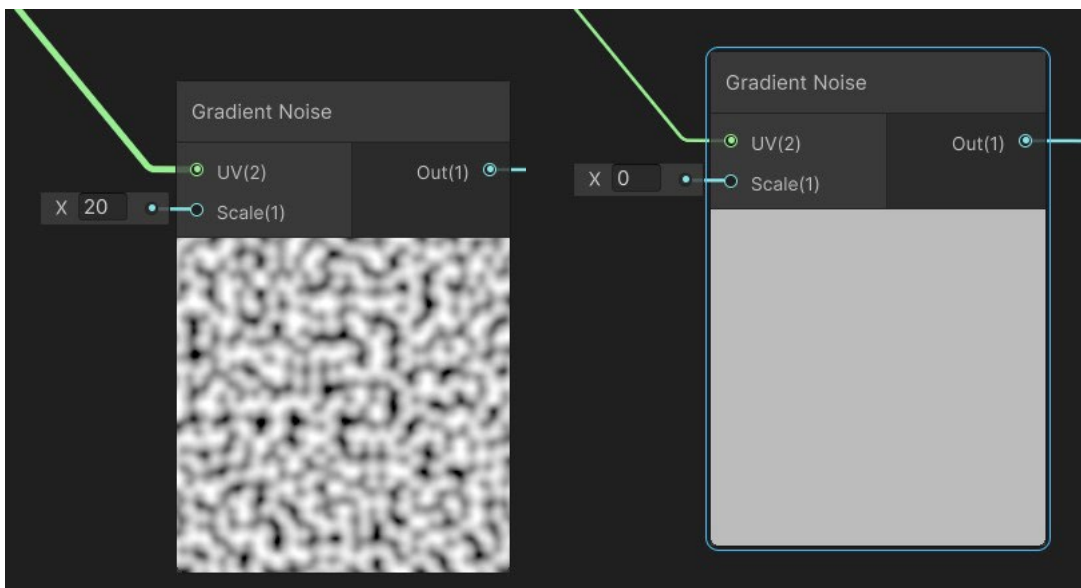 Gradient Noise
UV(2)
Out(1)
X 20
Scale(1)
Gradient Noise
UV(2)
Out(1)
X 0
Scale(1)